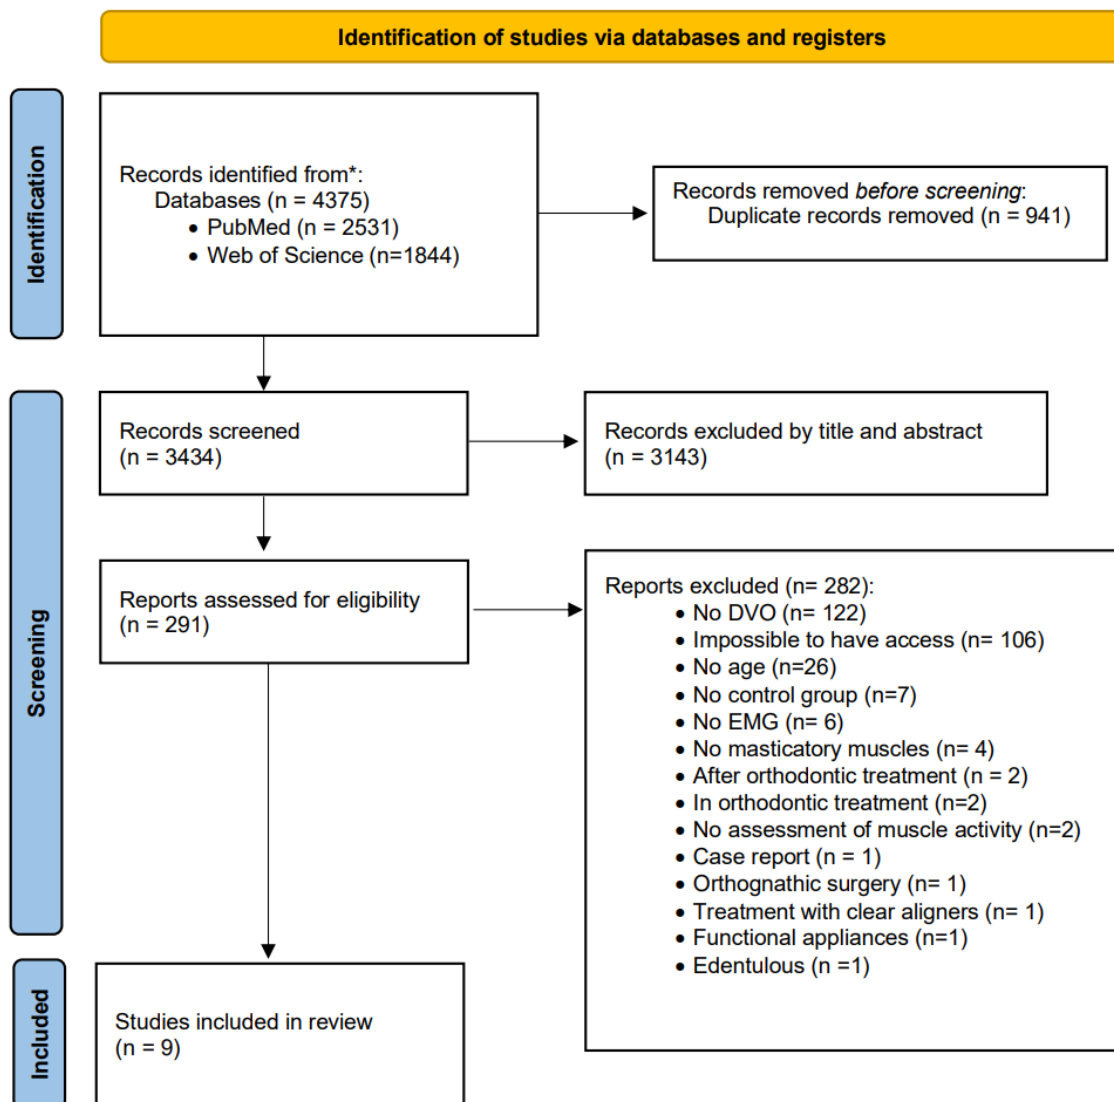 Identification of studies via databases and registers
Identification
Records identified from*:
Databases (n = 4375)
• PubMed (n = 2531)
• Web of Science (n=1844)
Records removed before screening:
Duplicate records removed (n = 941)
Screening
Records screened
(n = 3434)
Records excluded by title and abstract
(n = 3143)
Reports assessed for eligibility
(n = 291)
Reports excluded (n= 282):
• No DVO (n= 122)
• Impossible to have access (n= 106)
• No age (n=26)
• No control group (n=7)
• No EMG (n= 6)
• No masticatory muscles (n= 4)
• After orthodontic treatment (n = 2)
• In orthodontic treatment (n=2)
• No assessment of muscle activity (n=2)
• Case report (n = 1)
• Orthognathic surgery (n= 1)
• Treatment with clear aligners (n= 1)
• Functional appliances (n=1)
• Edentulous (n =1)
Included
Studies included in review
(n = 9)